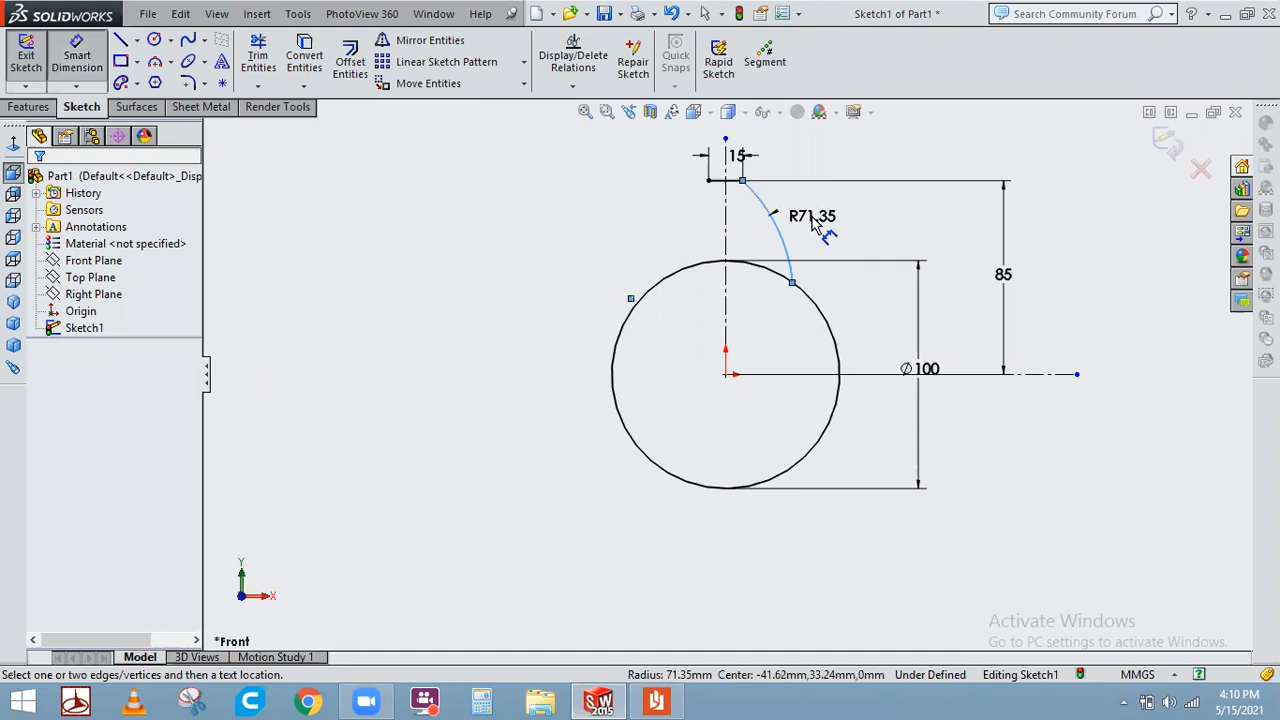 SOLIDWORKS File Edit View Insert Tools PhotoView 360 Window Help Sketch1 of Part1 * Search Community Forum
Exit Sketch
Smart Dimension
Trim Entities
Convert Entities
Offset Entities
Mirror Entities
Linear Sketch Pattern
Move Entities
Display/Delete Relations
Repair Sketch
Quick Snaps
Rapid Sketch
Segment
Features Sketch Surfaces Sheet Metal Render Tools
Part1 (Default<<Default>_Disp
History
Sensors
Annotations
Material <not specified>
Front Plane
Top Plane
Right Plane
Origin
Sketch1
15
R71.35
85
Ø100
Y
X
*Front
Activate Windows
Go to PC settings to activate Windows.
Model 3D Views Motion Study 1
Select one or two edges/vertices and then a text location. Radius: 71.35mm Center: -41.62mm,33.24mm,0mm Under Defined Editing Sketch1 MMGS
SW 2015
4:10 PM
5/15/2021